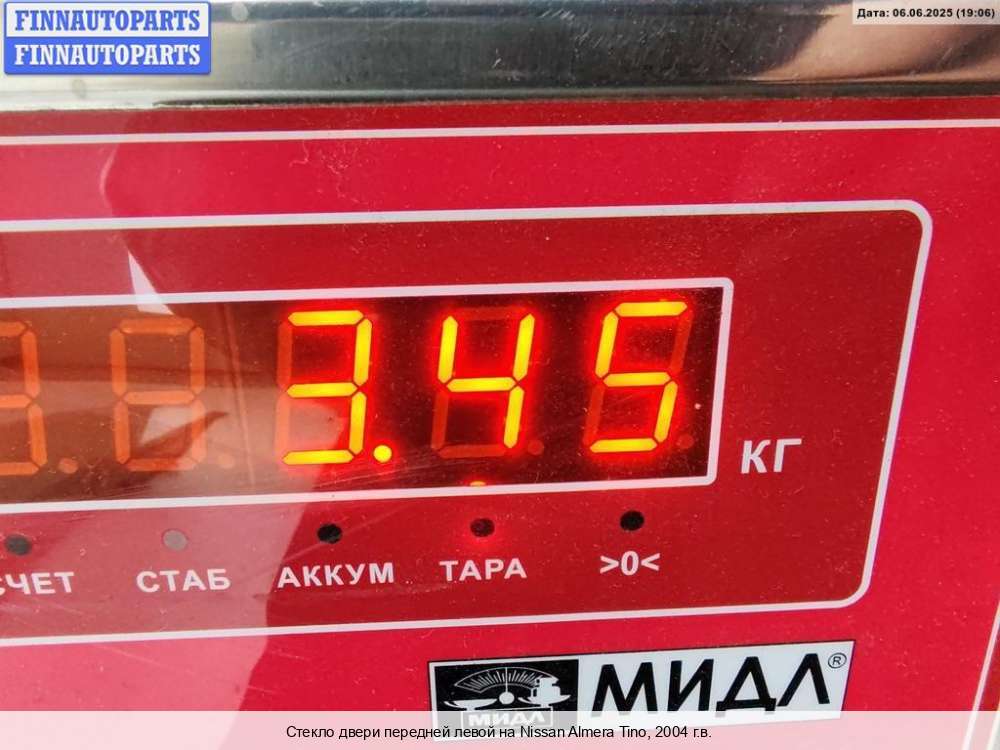 FINNAUTOPARTS
FINNAUTOPARTS
Дата: 06.06.2025 (19:06)
3.45
КГ
СЧЕТ СТАБ АККУМ ТАРА >0<
МИДЛ МИДЛ®
Стекло двери передней левой на Nissan Almera Tino, 2004 г.в.